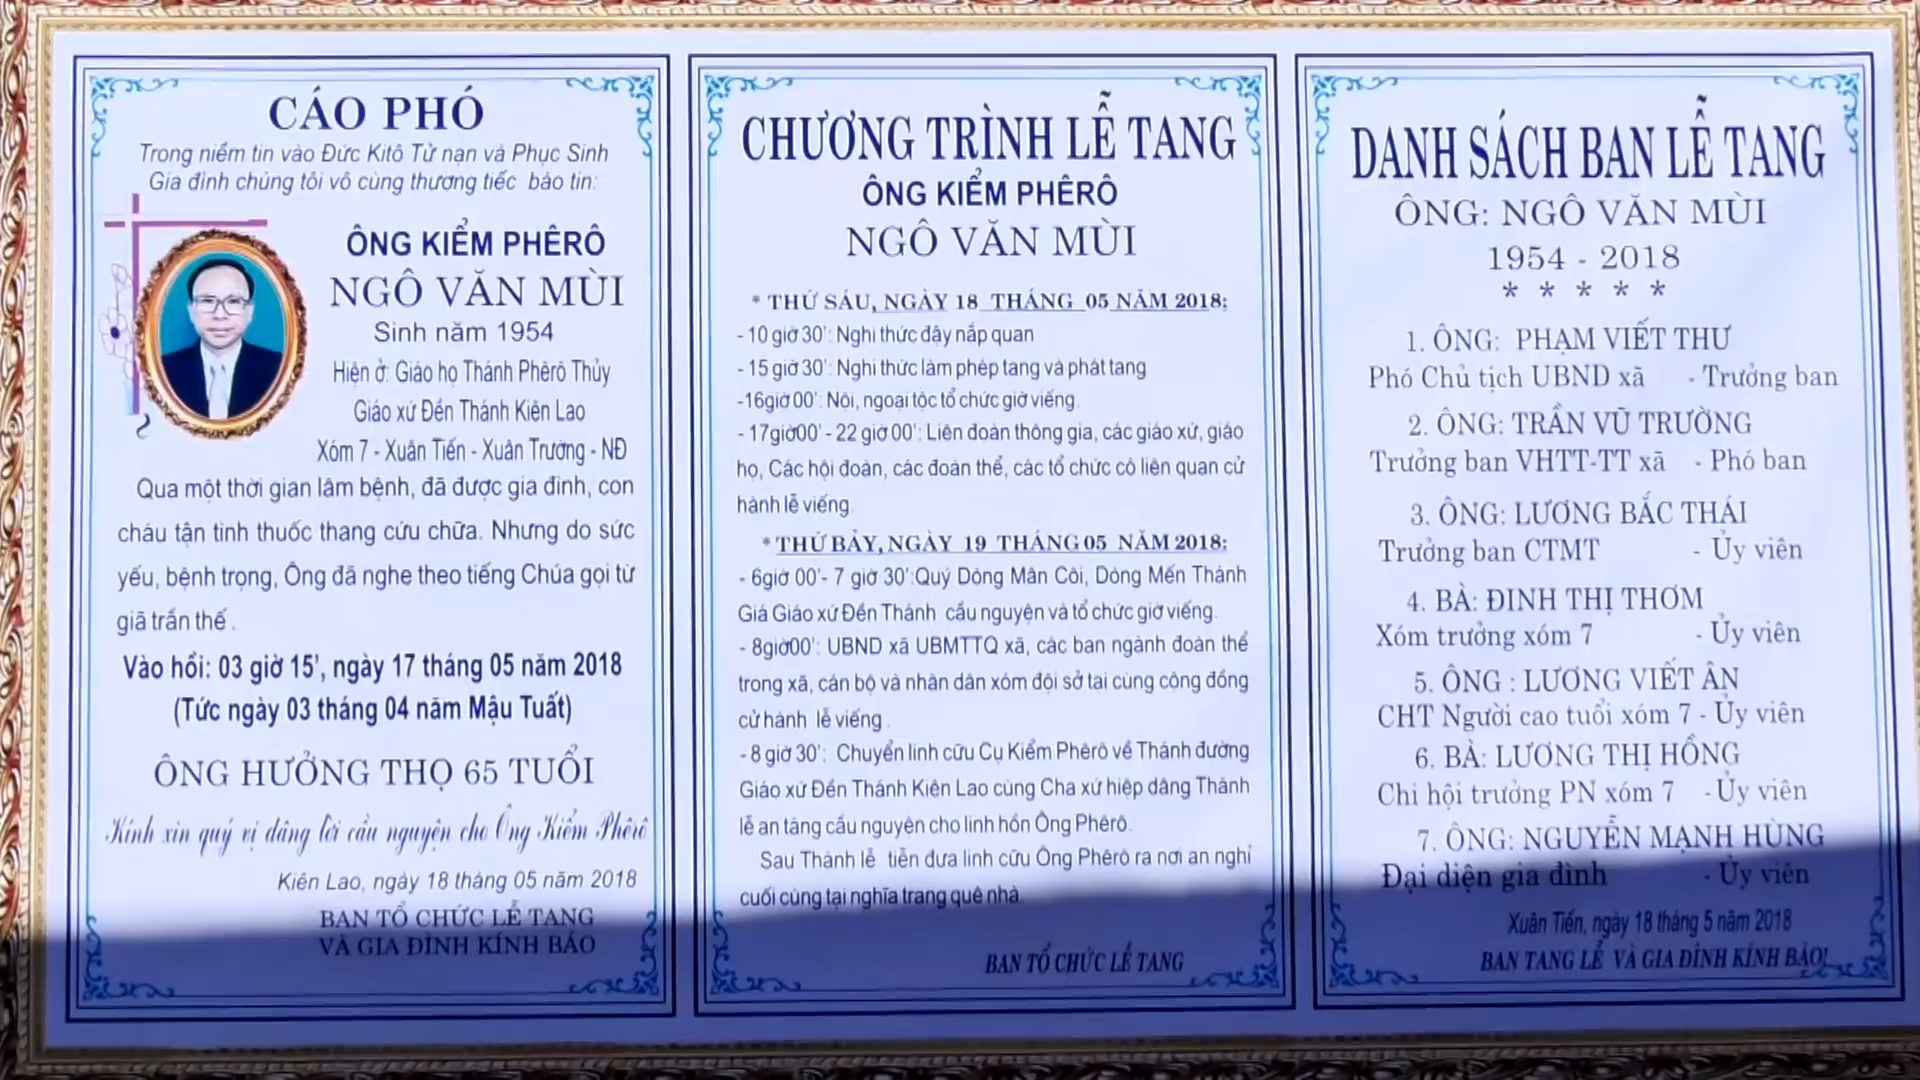 CÁO PHÓ
Trong niềm tin vào Đức Kitô Tử nạn và Phục Sinh
Gia đình chúng tôi vô cùng thương tiếc báo tin:
ÔNG KIỂM PHÊRÔ
NGÔ VĂN MÙI
Sinh năm 1954
Hiện ở: Giáo họ Thánh Phêrô Thủy
Giáo xứ Đền Thánh Kiên Lao
Xóm 7 - Xuân Tiến - Xuân Trường - NĐ
Qua một thời gian lâm bệnh, đã được gia đình, con
cháu tận tình thuốc thang cứu chữa. Nhưng do sức
yếu, bệnh trọng, Ông đã nghe theo tiếng Chúa gọi từ
giã trần thế .
Vào hồi: 03 giờ 15', ngày 17 tháng 05 năm 2018
(Tức ngày 03 tháng 04 năm Mậu Tuất)
ÔNG HƯỞNG THỌ 65 TUỔI
Kính xin quý vị dâng lời cầu nguyện cho Ông Kiểm Phêrô
Kiên Lao, ngày 18 tháng 05 năm 2018
BAN TỔ CHỨC LỄ TANG
VÀ GIA ĐÌNH KÍNH BÁO
CHƯƠNG TRÌNH LỄ TANG
ÔNG KIỂM PHÊRÔ
NGÔ VĂN MÙI
* THỨ SÁU, NGÀY 18 THÁNG 05 NĂM 2018:
- 10 giờ 30': Nghi thức đậy nắp quan
- 15 giờ 30': Nghi thức làm phép tang và phát tang
-16giờ 00': Nội, ngoại tộc tổ chức giờ viếng.
- 17giờ00' - 22 giờ 00': Liên đoàn thông gia, các giáo xứ, giáo
họ, Các hội đoàn, các đoàn thể, các tổ chức có liên quan cử
hành lễ viếng.
* THỨ BẢY, NGÀY 19 THÁNG 05 NĂM 2018:
- 6giờ 00'- 7 giờ 30':Quý Dòng Mân Côi, Dòng Mến Thánh
Giá Giáo xứ Đền Thánh cầu nguyện và tổ chức giờ viếng.
- 8giờ00': UBND xã UBMTTQ xã, các ban ngành đoàn thể
trong xã, cán bộ và nhân dân xóm đội sở tại cùng cộng đồng
cử hành lễ viếng .
- 8 giờ 30': Chuyển linh cữu Cụ Kiểm Phêrô về Thánh đường
Giáo xứ Đền Thánh Kiên Lao cùng Cha xứ hiệp dâng Thánh
lễ an táng cầu nguyện cho linh hồn Ông Phêrô.
Sau Thánh lễ tiễn đưa linh cữu Ông Phêrô ra nơi an nghỉ
cuối cùng tại nghĩa trang quê nhà.
BAN TỔ CHỨC LỄ TANG
DANH SÁCH BAN LỄ TANG
ÔNG: NGÔ VĂN MÙI
1954 - 2018
* * * * *
1. ÔNG: PHẠM VIẾT THƯ
Phó Chủ tịch UBND xã - Trưởng ban
2. ÔNG: TRẦN VŨ TRƯỜNG
Trưởng ban VHTT-TT xã - Phó ban
3. ÔNG: LƯƠNG BẮC THÁI
Trưởng ban CTMT - Ủy viên
4. BÀ: ĐINH THỊ THƠM
Xóm trưởng xóm 7 - Ủy viên
5. ÔNG : LƯƠNG VIẾT ÂN
CHT Người cao tuổi xóm 7 - Ủy viên
6. BÀ: LƯƠNG THỊ HỒNG
Chi hội trưởng PN xóm 7 - Ủy viên
7. ÔNG: NGUYỄN MẠNH HÙNG
Đại diện gia đình - Ủy viên
Xuân Tiến, ngày 18 tháng 5 năm 2018
BAN TANG LỄ VÀ GIA ĐÌNH KÍNH BÁO!